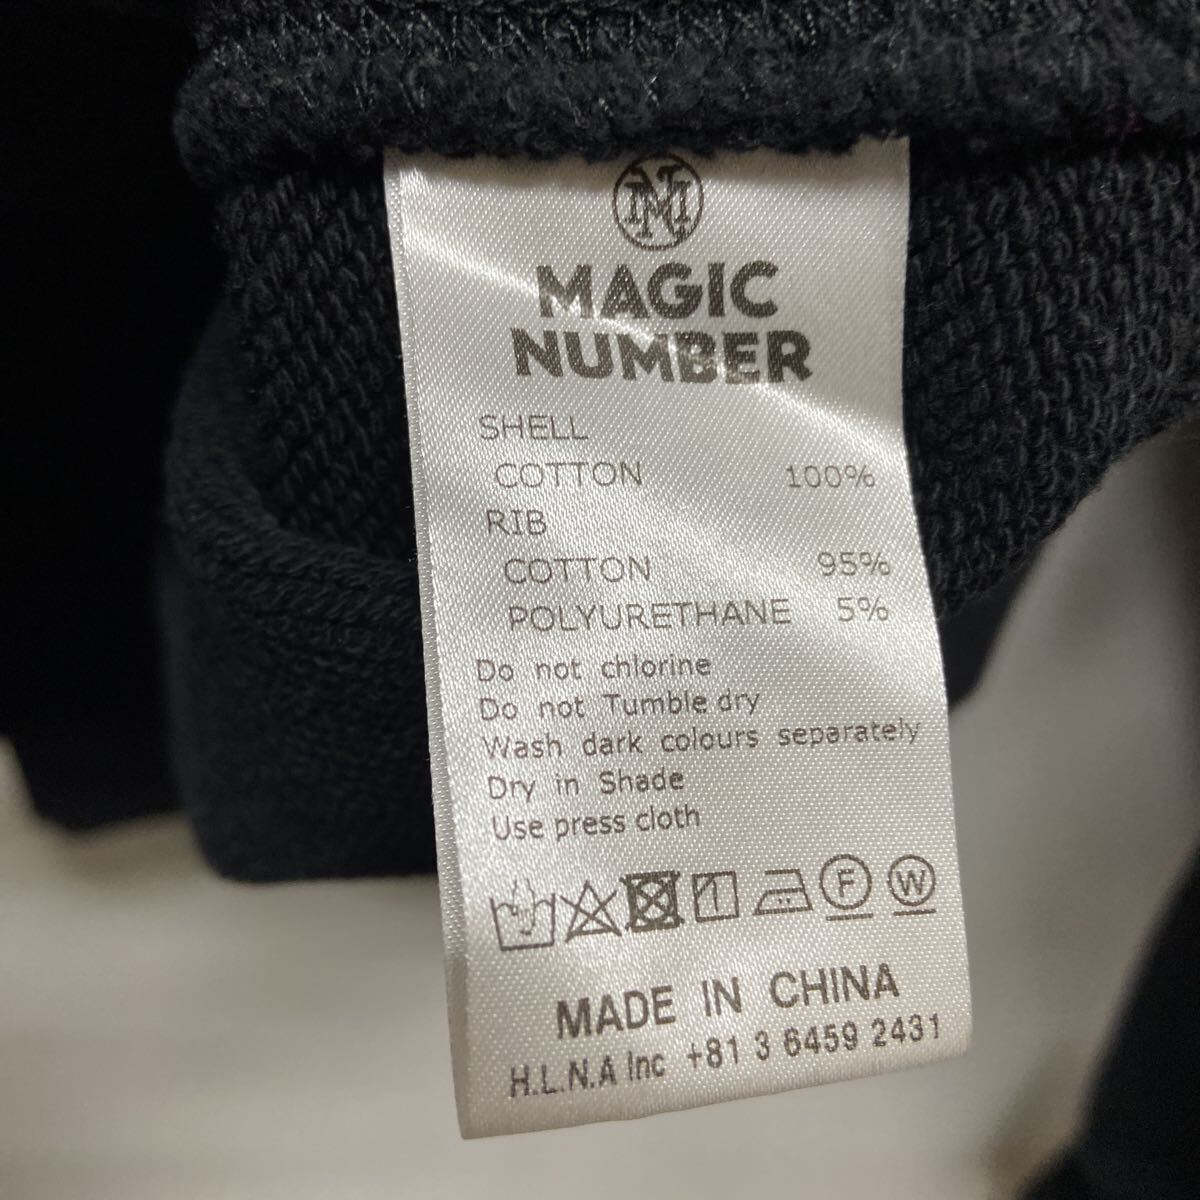 MAGIC
NUMBER
SHELL
COTTON 100%
RIB
COTTON 95%
POLYURETHANE 5%
Do not chlorine
Do not Tumble dry
Wash dark colours separately
Dry in Shade
Use press cloth
F W
MADE IN CHINA
H.L.N.A Inc +81 3 6459 2431